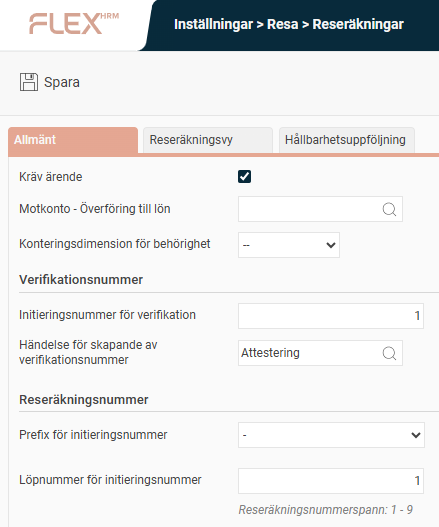 FLEX HRM
Inställningar > Resa > Reseräkningar
Spara
Allmänt
Reseräkningsvy
Hållbarhetsuppföljning
Kräv ärende
Motkonto - Överföring till lön
Konteringsdimension för behörighet
--
Verifikationsnummer
Initieringsnummer för verifikation
1
Händelse för skapande av
verifikationsnummer
Attestering
Reseräkningsnummer
Prefix för initieringsnummer
-
Löpnummer för initieringsnummer
1
Reseräkningsnummerspann: 1 - 9